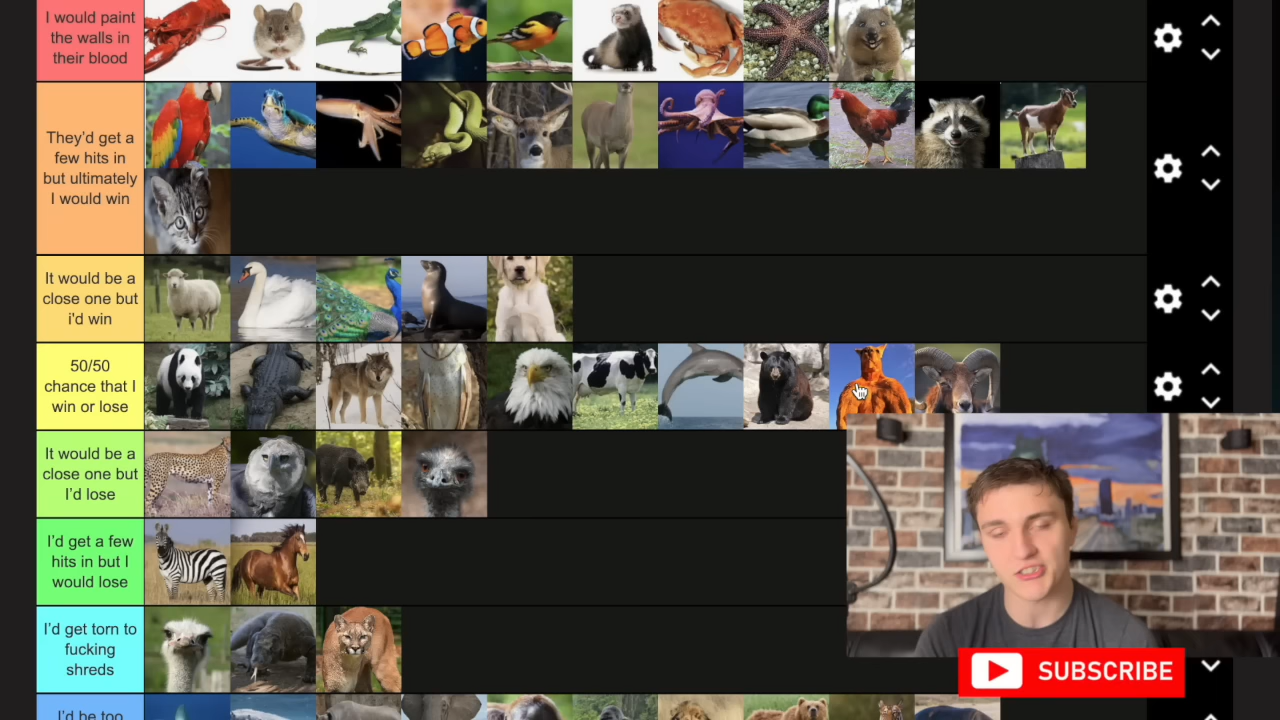 I would paint
the walls in
their blood
They'd get a
few hits in
but ultimately
I would win
It would be a
close one but
i'd win
50/50
chance that I
win or lose
It would be a
close one but
I'd lose
I'd get a few
hits in but I
would lose
I'd get torn to
fucking
shreds
I'd be too
SUBSCRIBE